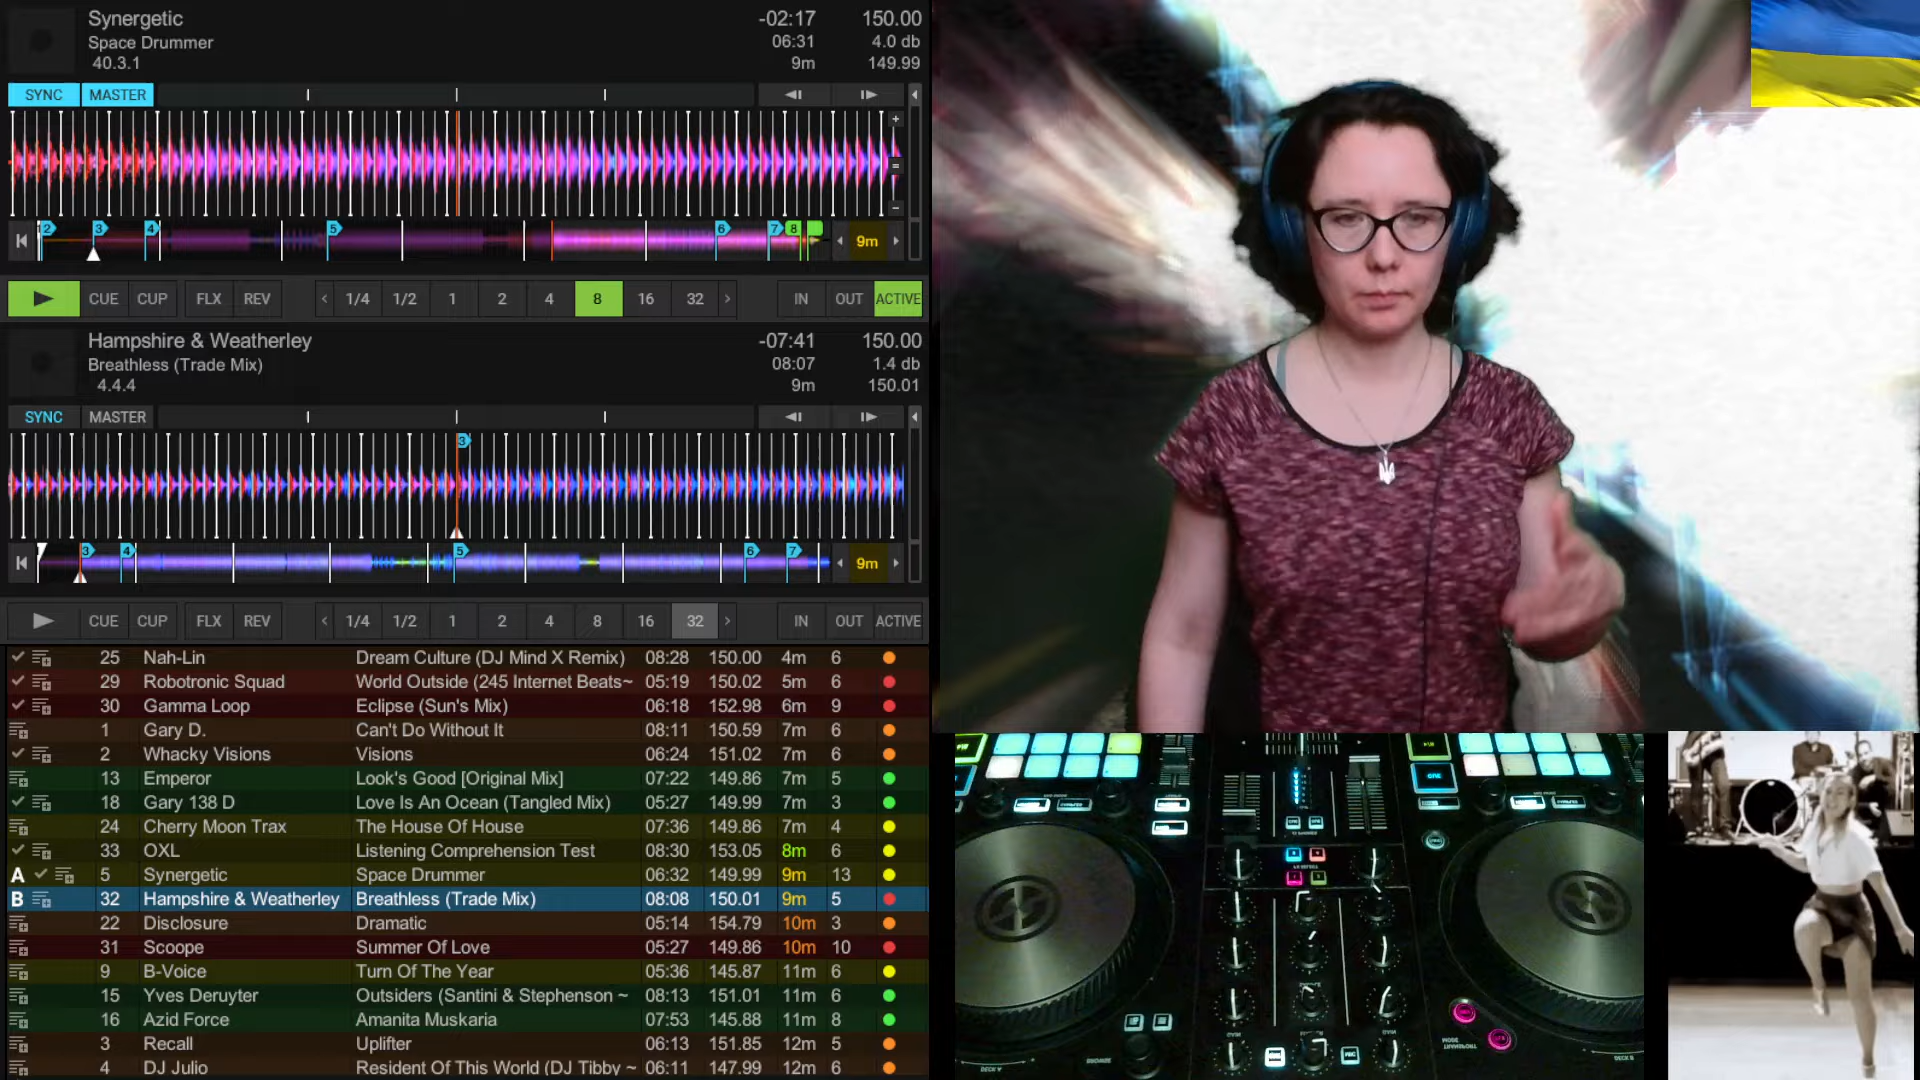 Synergetic -02:17 150.00
Space Drummer 06:31 4.0 db
40.3.1 9m 149.99
SYNC MASTER
2 3 4 5 6 7 8 9m
CUE CUP FLX REV 1/4 1/2 1 2 4 8 16 32 IN OUT ACTIVE
Hampshire & Weatherley -07:41 150.00
Breathless (Trade Mix) 08:07 1.4 db
4.4.4 9m 150.01
SYNC MASTER
3
3 4 5 6 7 9m
CUE CUP FLX REV 1/4 1/2 1 2 4 8 16 32 IN OUT ACTIVE
25 Nah-Lin Dream Culture (DJ Mind X Remix) 08:28 150.00 4m 6
29 Robotronic Squad World Outside (245 Internet Beats~ 05:19 150.02 5m 6
30 Gamma Loop Eclipse (Sun's Mix) 06:18 152.98 6m 9
1 Gary D. Can't Do Without It 08:11 150.59 7m 6
2 Whacky Visions Visions 06:24 151.02 7m 6
13 Emperor Look's Good [Original Mix] 07:22 149.86 7m 5
18 Gary 138 D Love Is An Ocean (Tangled Mix) 05:27 149.99 7m 3
24 Cherry Moon Trax The House Of House 07:36 149.86 7m 4
33 OXL Listening Comprehension Test 08:30 153.05 8m 6
A 5 Synergetic Space Drummer 06:32 149.99 9m 13
B 32 Hampshire & Weatherley Breathless (Trade Mix) 08:08 150.01 9m 5
22 Disclosure Dramatic 05:14 154.79 10m 3
31 Scoope Summer Of Love 05:27 149.86 10m 10
9 B-Voice Turn Of The Year 05:36 145.87 11m 6
15 Yves Deruyter Outsiders (Santini & Stephenson ~ 08:13 151.01 11m 6
16 Azid Force Amanita Muskaria 07:53 145.88 11m 8
3 Recall Uplifter 06:13 151.85 12m 5
4 DJ Julio Resident Of This World (DJ Tibby ~ 06:11 147.99 12m 6